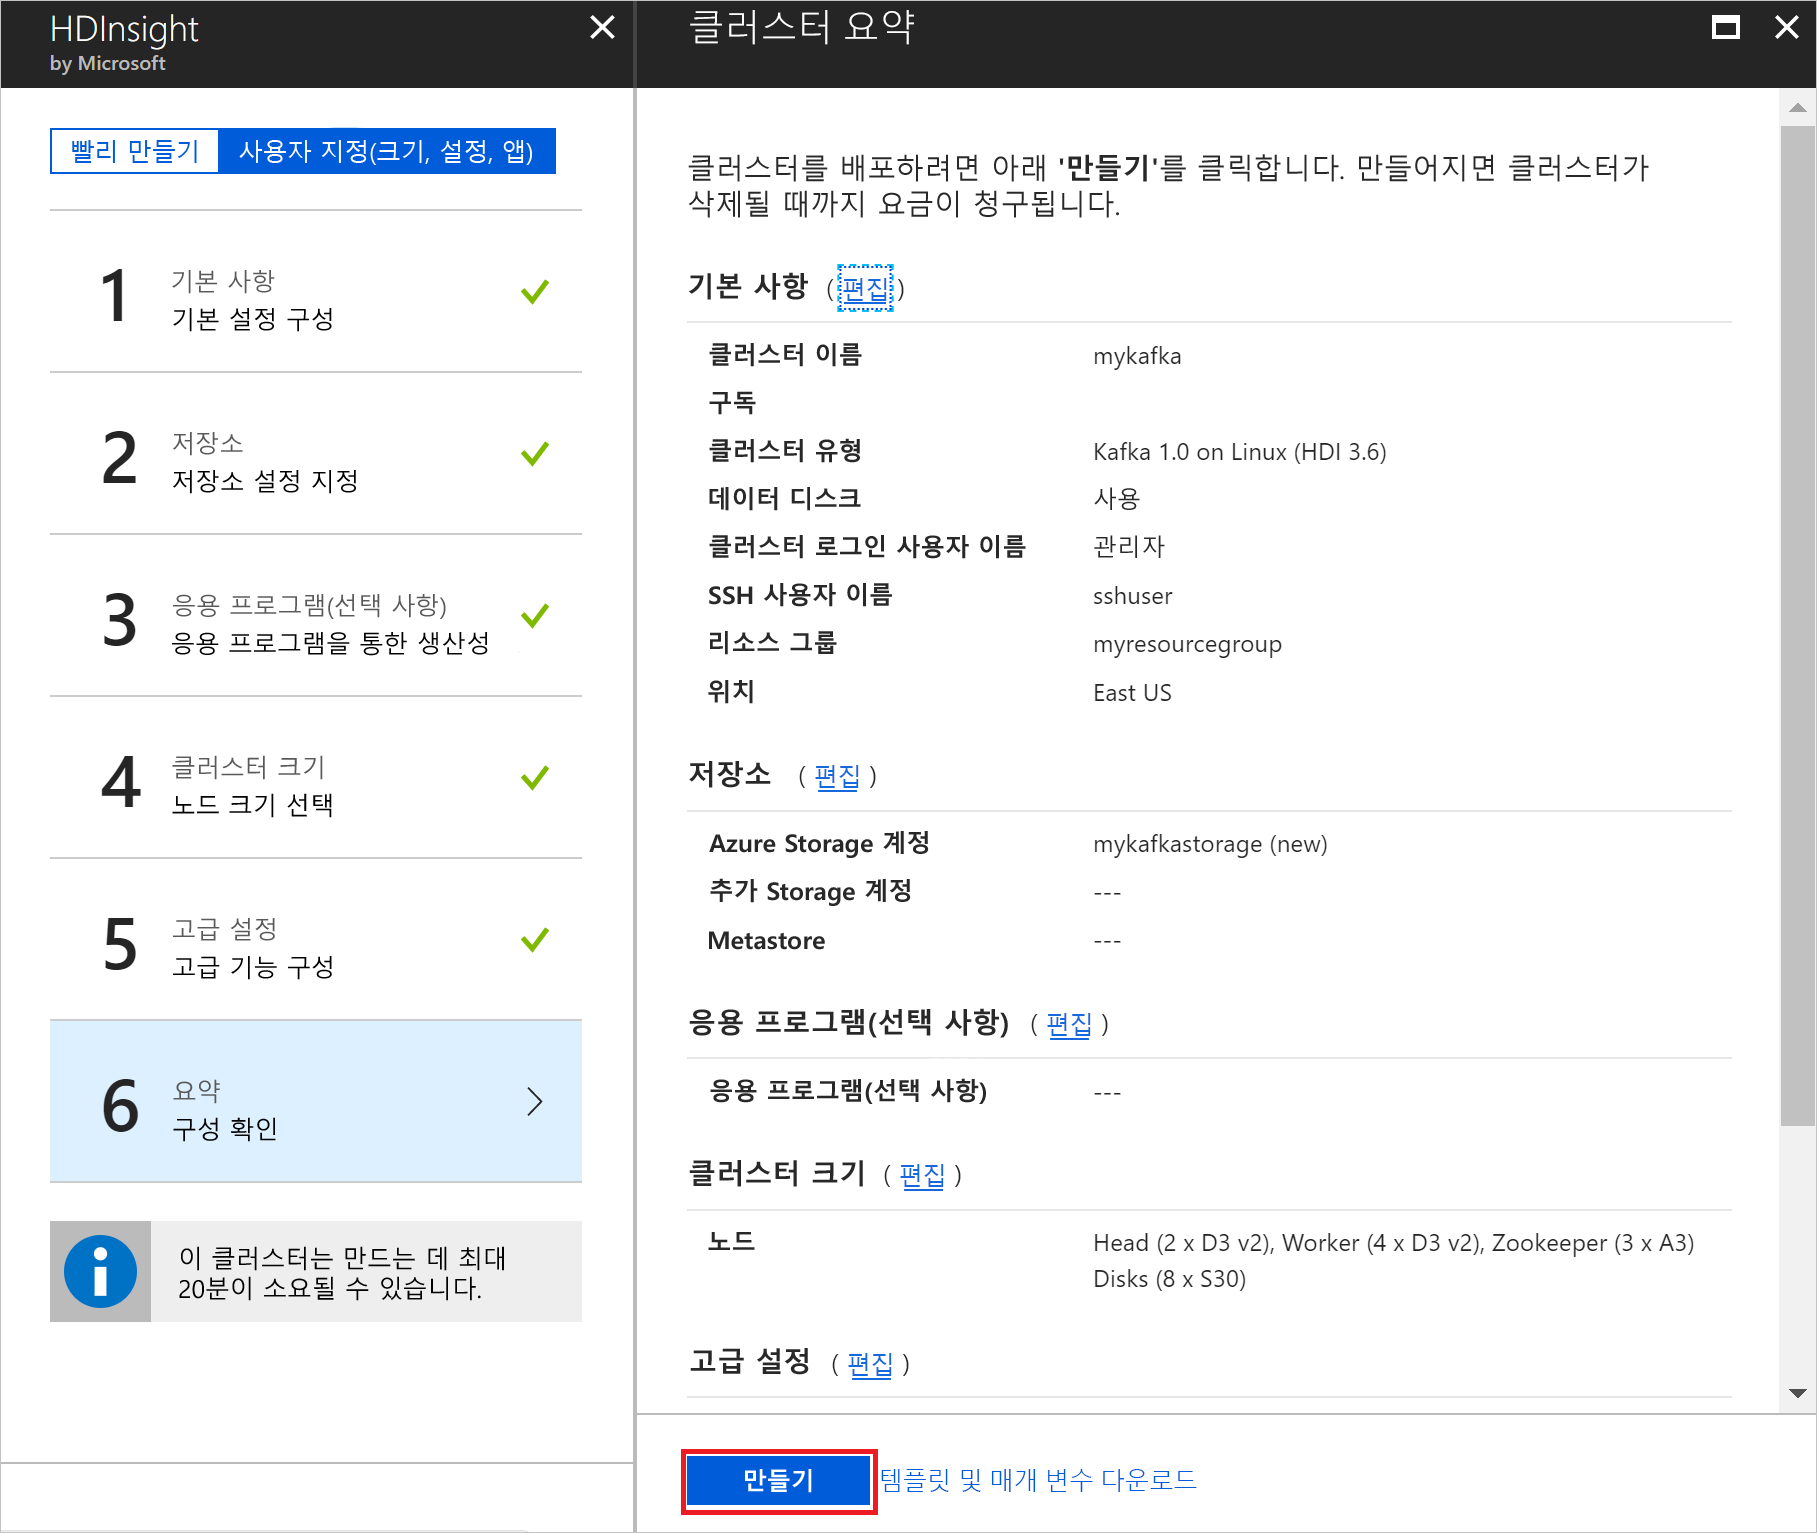 HDInsight
by Microsoft
빨리 만들기
사용자 지정(크기, 설정, 앱)
1
기본 사항
기본 설정 구성
2
저장소
저장소 설정 지정
3
응용 프로그램(선택 사항)
응용 프로그램을 통한 생산성
4
클러스터 크기
노드 크기 선택
5
고급 설정
고급 기능 구성
6
요약
구성 확인
이 클러스터는 만드는 데 최대
20분이 소요될 수 있습니다.
클러스터 요약
클러스터를 배포하려면 아래 '만들기'를 클릭합니다. 만들어지면 클러스터가
삭제될 때까지 요금이 청구됩니다.
기본 사항 (편집)
클러스터 이름 mykafka
구독
클러스터 유형 Kafka 1.0 on Linux (HDI 3.6)
데이터 디스크 사용
클러스터 로그인 사용자 이름 관리자
SSH 사용자 이름 sshuser
리소스 그룹 myresourcegroup
위치 East US
저장소 ( 편집 )
Azure Storage 계정 mykafkastorage (new)
추가 Storage 계정 ---
Metastore ---
응용 프로그램(선택 사항) ( 편집 )
응용 프로그램(선택 사항) ---
클러스터 크기 ( 편집 )
노드 Head (2 x D3 v2), Worker (4 x D3 v2), Zookeeper (3 x A3)
Disks (8 x S30)
고급 설정 ( 편집 )
만들기
템플릿 및 매개 변수 다운로드